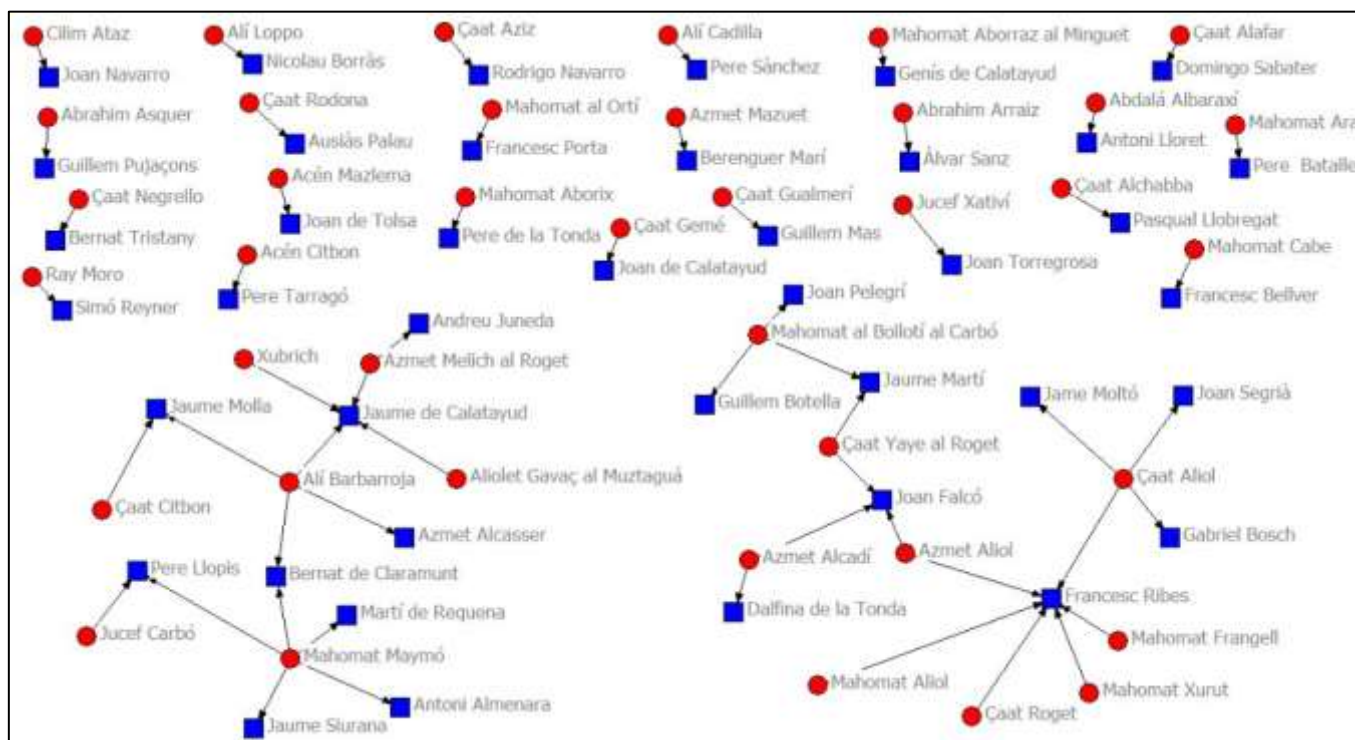 Cilim Ataz
Alí Loppo
Çaat Aziz
Alí Cadilla
Mahomat Aborraz al Minguet
Çaat Alafar
Joan Navarro
Nicolau Borràs
Rodrigo Navarro
Pere Sànchez
Genís de Calatayud
Domingo Sabater
Abrahim Asquer
Çaat Rodona
Mahomat al Ortí
Azmet Mazuet
Abrahim Arraiz
Abdalá Albaraxí
Mahomat Ara
Guillem Pujaçons
Ausiàs Palau
Francesc Porta
Berenguer Marí
Àlvar Sanz
Antoni Lloret
Pere Batalle
Çaat Negrello
Acén Mazlema
Mahomat Aborix
Çaat Gualmerí
Jucef Xativí
Çaat Alchabba
Bernat Tristany
Joan de Tolsa
Pere de la Tonda
Çaat Gemé
Guillem Mas
Pasqual Llobregat
Ray Moro
Acén Citbon
Joan de Calatayud
Joan Torregrosa
Mahomat Cabe
Simó Reyner
Pere Tarragó
Francesc Bellver
Andreu Juneda
Joan Pelegrí
Xubrich
Azmet Melich al Roget
Mahomat al Bollotí al Carbó
Jaume Molla
Jaume de Calatayud
Guillem Botella
Jaume Martí
Jame Moltó
Joan Segrià
Çaat Yaye al Roget
Alí Barbarroja
Aliolet Gavaç al Muztaguá
Çaat Aliol
Çaat Citbon
Joan Falcó
Azmet Alcasser
Gabriel Bosch
Pere Llopis
Bernat de Claramunt
Azmet Alcadí
Azmet Aliol
Martí de Requena
Dalfina de la Tonda
Francesc Ribes
Jucef Carbó
Mahomat Maymó
Mahomat Frangell
Mahomat Aliol
Mahomat Xurut
Antoni Almenara
Jaume Siurana
Çaat Roget